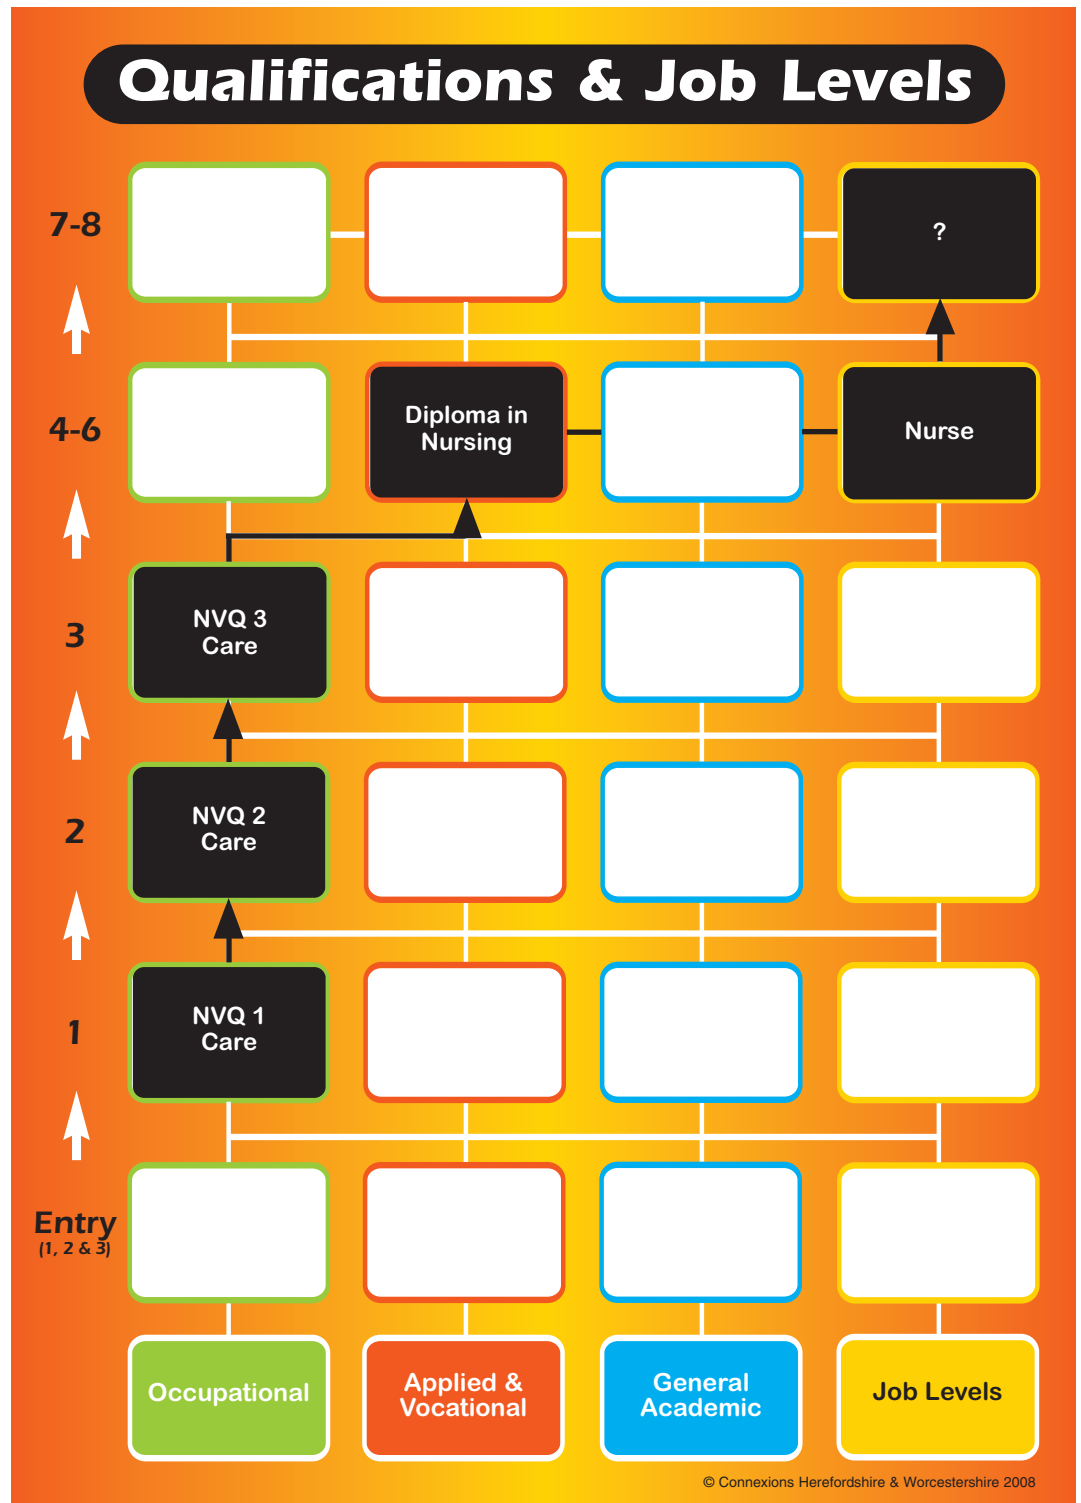 Qualifications & Job Levels
7-8
?
4-6
Diploma in
Nursing
Nurse
3
NVQ 3
Care
2
NVQ 2
Care
1
NVQ 1
Care
Entry
(1, 2 & 3)
Occupational
Applied &
Vocational
General
Academic
Job Levels
© Connexions Herefordshire & Worcestershire 2008